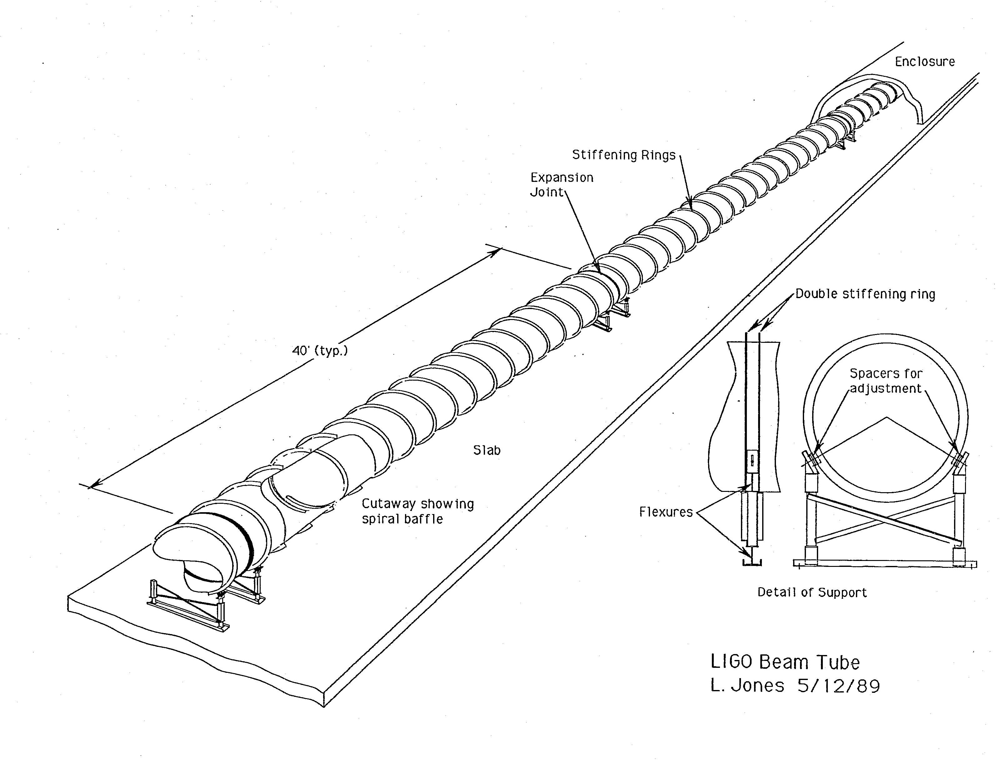 Enclosure
Stiffening Rings
Expansion
Joint
40' (typ.)
Double stiffening ring
Spacers for
adjustment
Slab
Cutaway showing
spiral baffle
Flexures
Detail of Support
LIGO Beam Tube
L. Jones 5/12/89